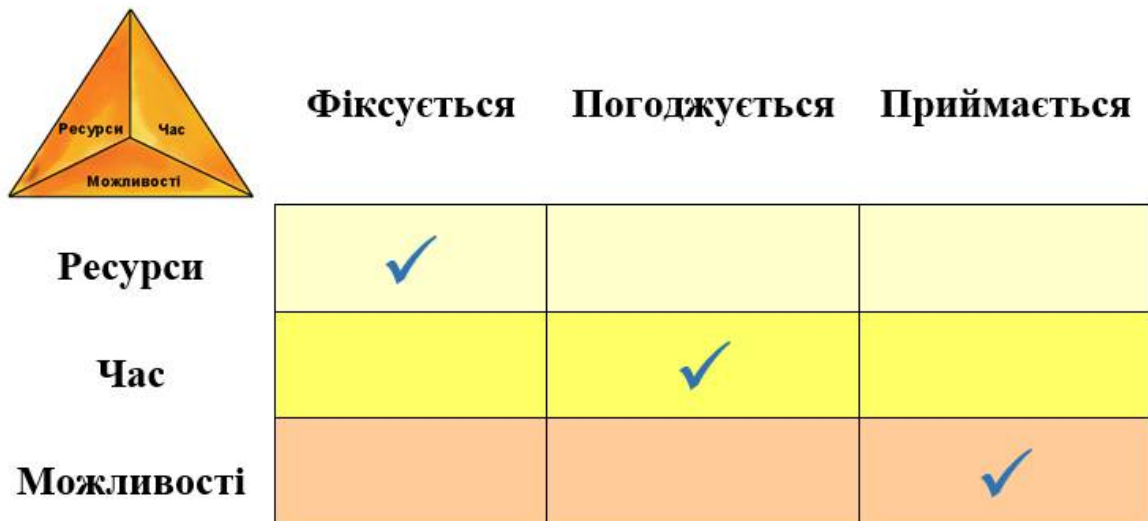 Ресурси Час
Можливості
Фіксується Погоджується Приймається
Ресурси
Час
Можливості